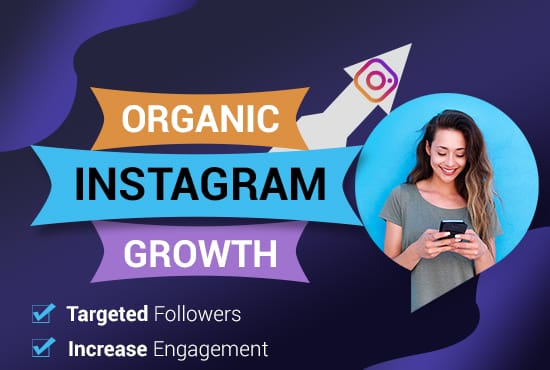 ORGANIC
INSTAGRAM
GROWTH
Targeted Followers
Increase Engagement